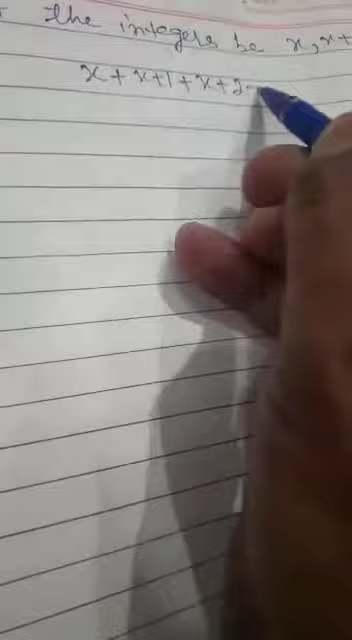 the integers be x, x+
x + x+1 + x+2